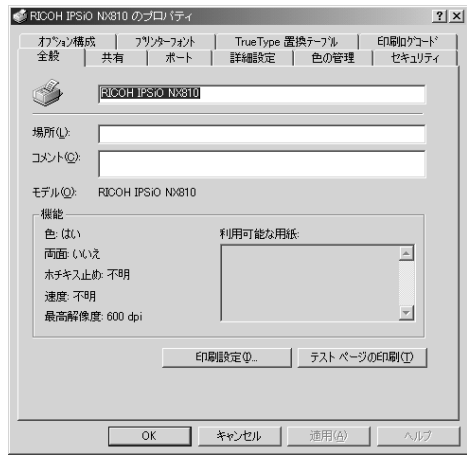 RICOH IPSiO NX810 のプロパティ
オプション構成 プリンターフォント TrueType 置換テーブル 印刷ログコード
全般 共有 ポート 詳細設定 色の管理 セキュリティ
RICOH IPSiO NX810
場所(L):
コメント(C):
モデル(O): RICOH IPSiO NX810
機能
色: はい 利用可能な用紙:
両面: いいえ
ホチキス止め: 不明
速度: 不明
最高解像度: 600 dpi
印刷設定(I)... テスト ページの印刷(T)
OK キャンセル 適用(A) ヘルプ